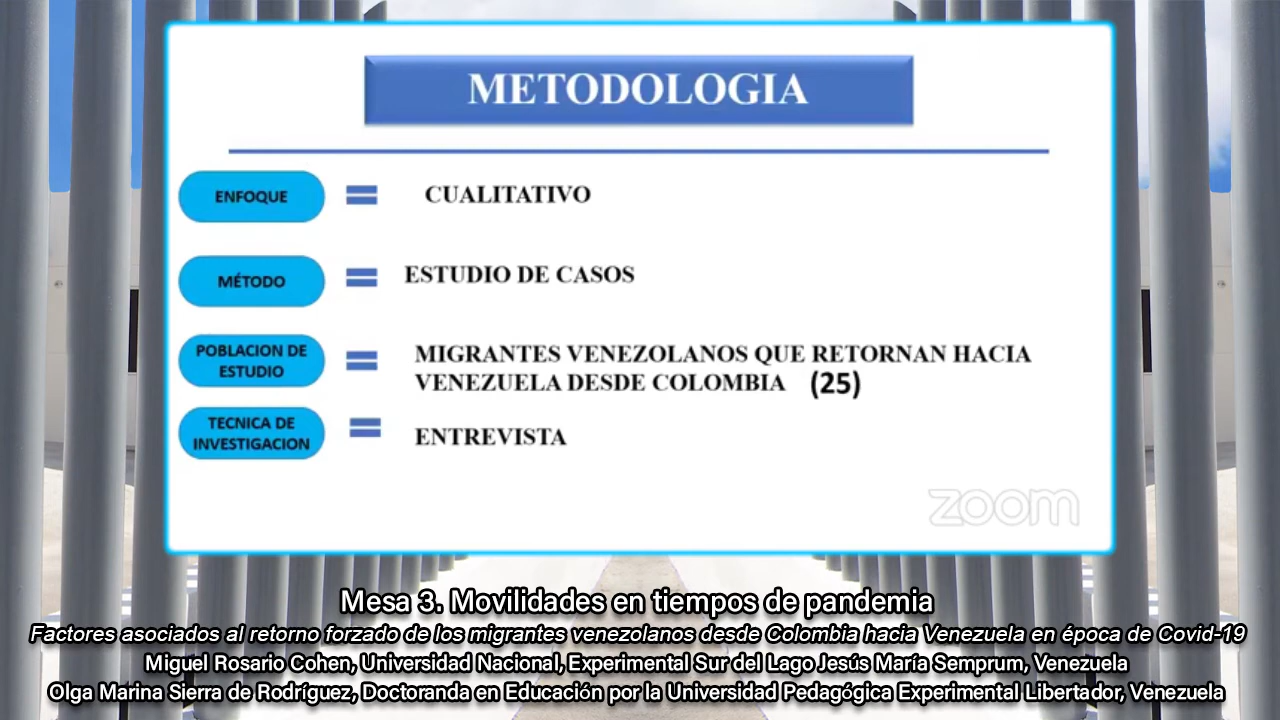 METODOLOGIA
ENFOQUE
CUALITATIVO
MÉTODO
ESTUDIO DE CASOS
POBLACION DE
ESTUDIO
MIGRANTES VENEZOLANOS QUE RETORNAN HACIA
VENEZUELA DESDE COLOMBIA (25)
TECNICA DE
INVESTIGACION
ENTREVISTA
zoom
Mesa 3. Movilidades en tiempos de pandemia
Factores asociados al retorno forzado de los migrantes venezolanos desde Colombia hacia Venezuela en época de Covid-19
Miguel Rosario Cohen, Universidad Nacional, Experimental Sur del Lago Jesús María Semprum, Venezuela
Olga Marina Sierra de Rodríguez, Doctoranda en Educación por la Universidad Pedagógica Experimental Libertador, Venezuela